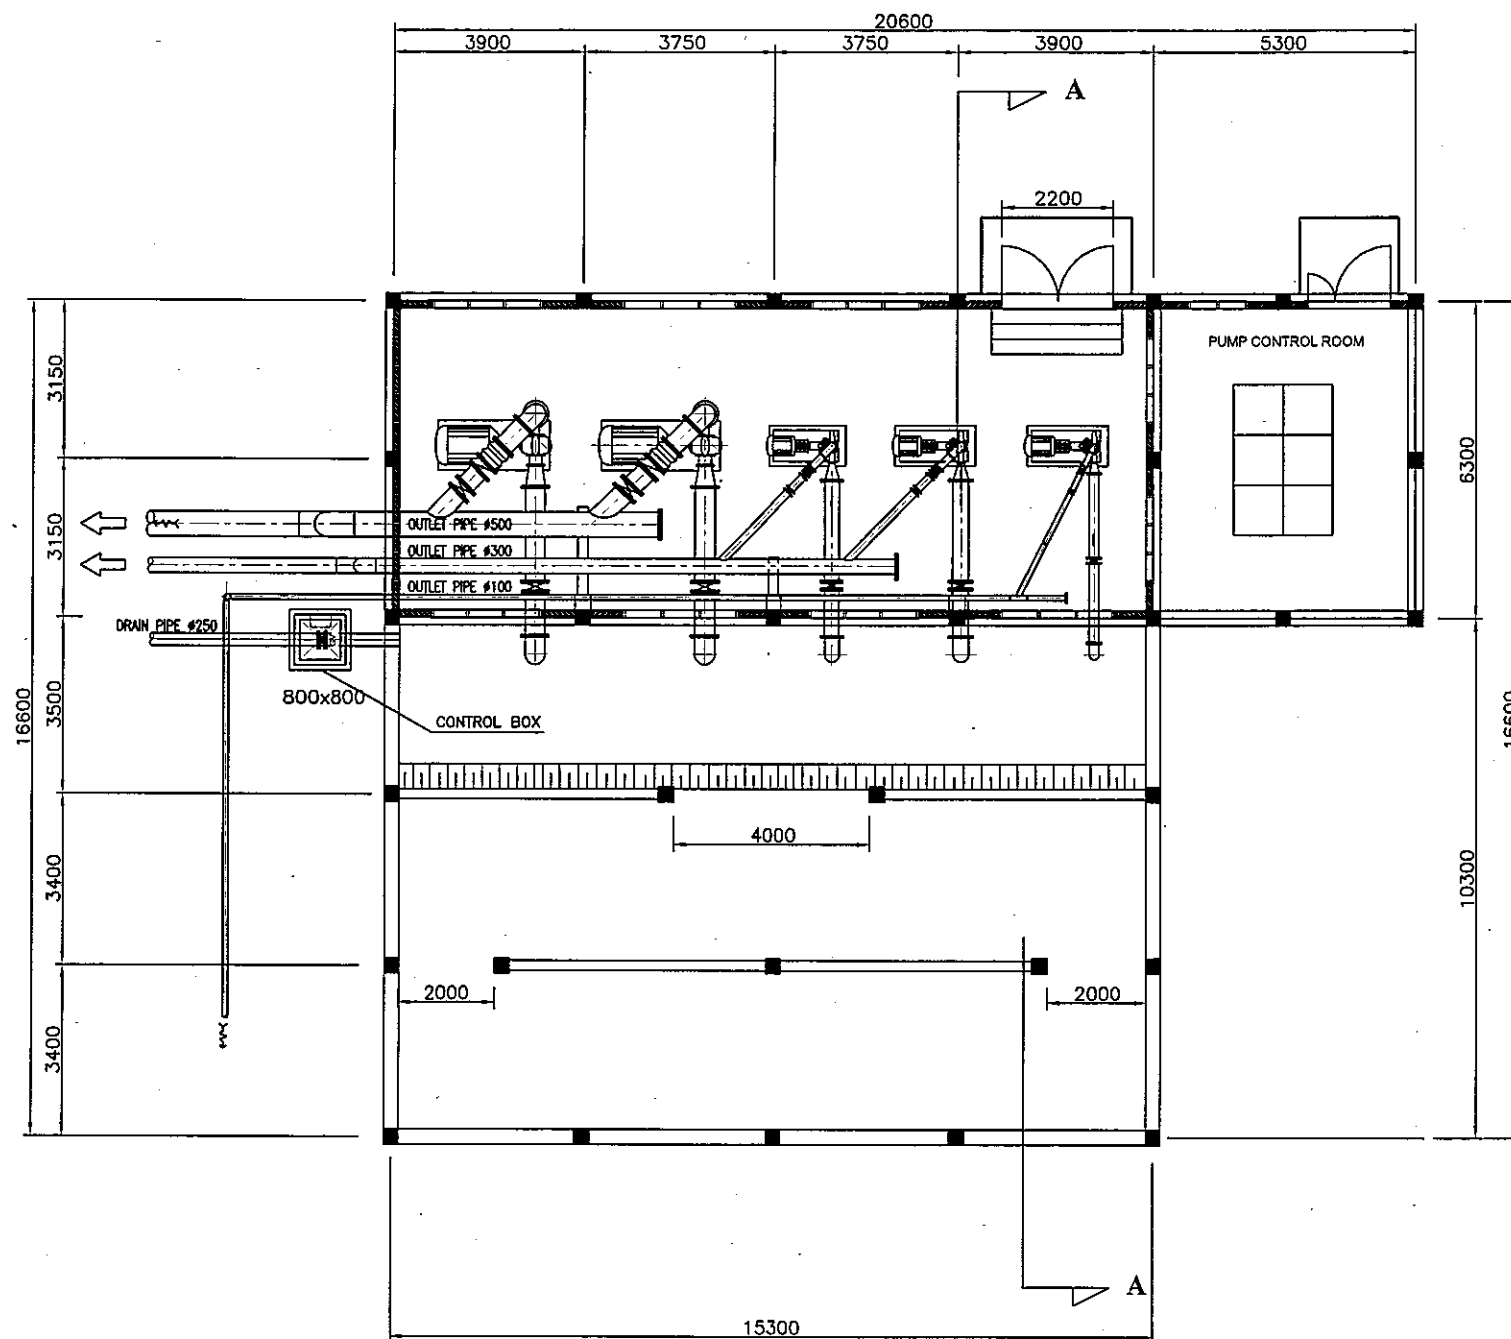 20600
3900
3750
3750
3900
5300
A
2200
PUMP CONTROL ROOM
3150
3150
6300
OUTLET PIPE ø500
OUTLET PIPE ø300
OUTLET PIPE ø100
DRAIN PIPE ø250
800x800
CONTROL BOX
16600
3500
16600
4000
3400
10300
2000
2000
3400
A
15300